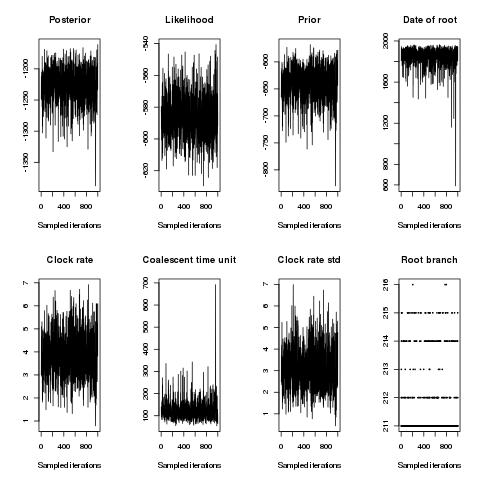 Posterior Likelihood Prior Date of root
-1200 -1250 -1300 -1350
-540 -560 -580 -600 -620
-600 -650 -700 -750 -800
2000 1600 1200 800 600
0 400 800 0 400 800 0 400 800 0 400 800
Sampled iterations Sampled iterations Sampled iterations Sampled iterations
Clock rate Coalescent time unit Clock rate std Root branch
7 6 5 4 3 2 1
700 600 500 400 300 200 100
7 6 5 4 3 2 1
216 215 214 213 212 211
0 400 800 0 400 800 0 400 800 0 400 800
Sampled iterations Sampled iterations Sampled iterations Sampled iterations